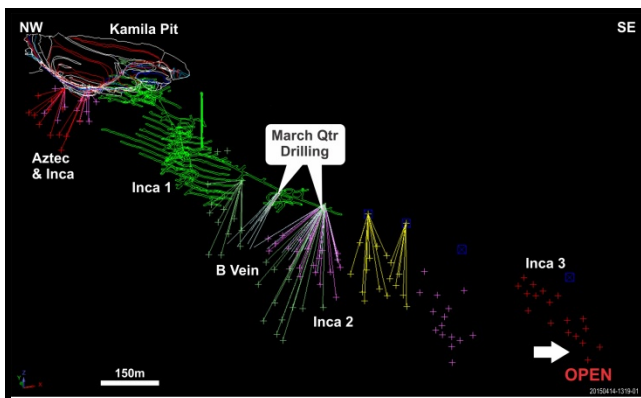 NW
Kamila Pit
SE
March Qtr
Drilling
Aztec
& Inca
Inca 1
B Vein
Inca 3
Inca 2
150m
OPEN
20150414-1319-01